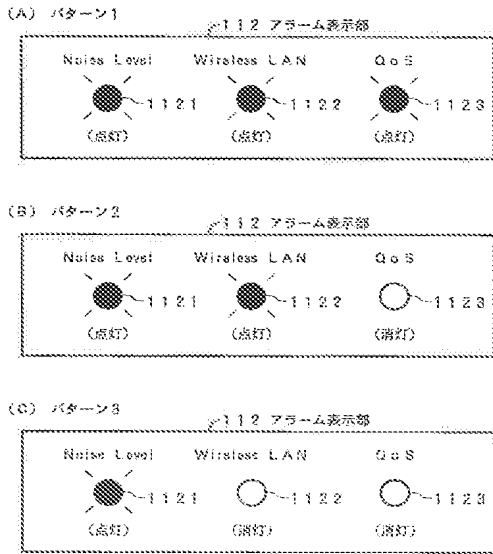 (A) パターン1
112 アラーム表示部
Noise Level Wireless LAN QoS
1121 1122 1123
(点灯) (点灯) (点灯)
(B) パターン2
112 アラーム表示部
Noise Level Wireless LAN QoS
1121 1122 1123
(点灯) (点灯) (消灯)
(C) パターン3
112 アラーム表示部
Noise Level Wireless LAN QoS
1121 1122 1123
(点灯) (消灯) (消灯)